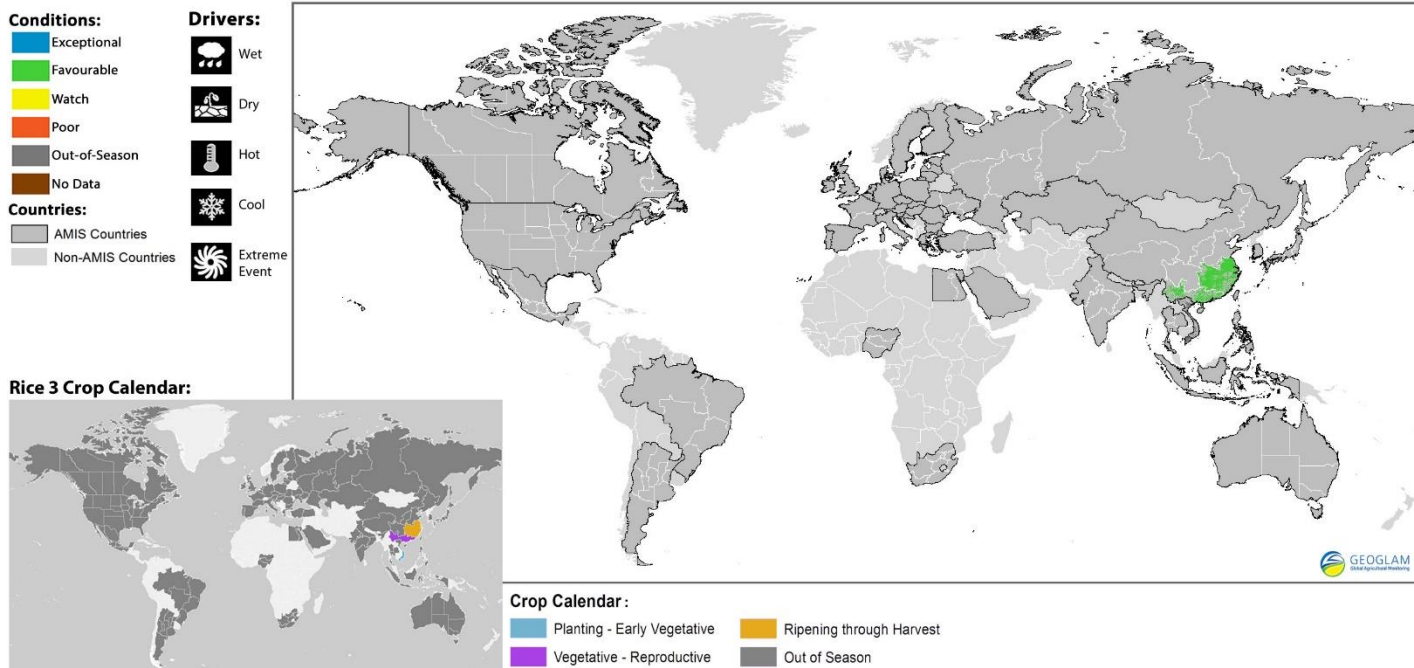 Conditions:
Exceptional
Favourable
Watch
Poor
Out-of-Season
No Data
Countries:
AMIS Countries
Non-AMIS Countries
Drivers:
Wet
Dry
Hot
Cool
Extreme
Event
Rice 3 Crop Calendar:
GEOGLAM
Global Agricultural Monitoring
Crop Calendar :
Planting - Early Vegetative
Vegetative - Reproductive
Ripening through Harvest
Out of Season